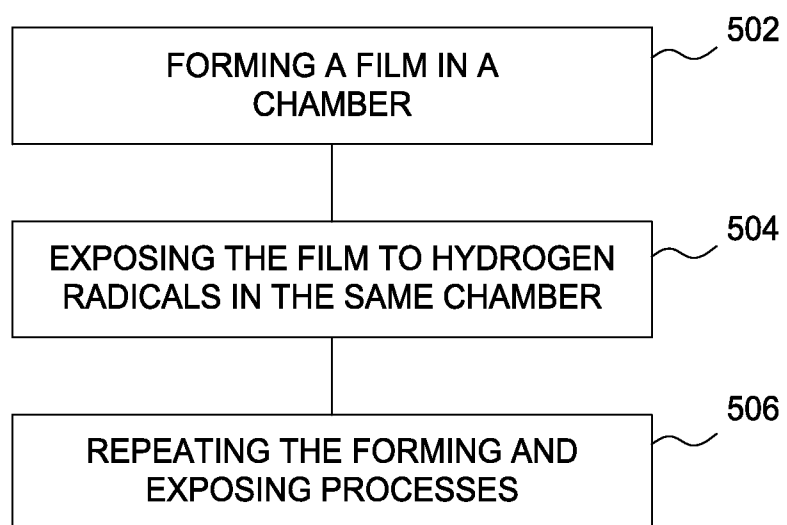 502
FORMING A FILM IN A
CHAMBER
504
EXPOSING THE FILM TO HYDROGEN
RADICALS IN THE SAME CHAMBER
506
REPEATING THE FORMING AND
EXPOSING PROCESSES